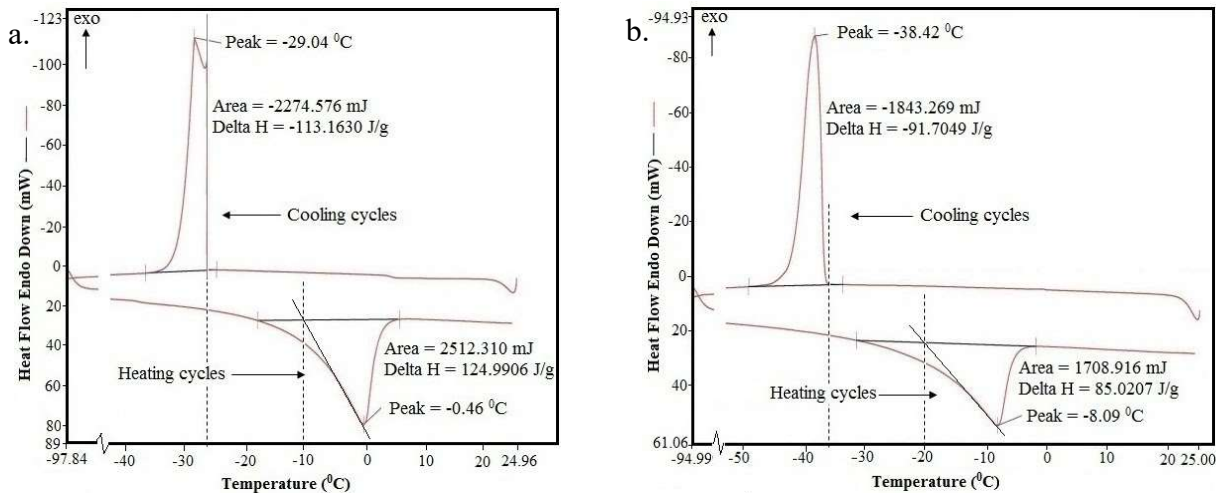 a.
exo
Heat Flow Endo Down (mW)
-123
-100
-80
-60
-40
-20
0
20
40
60
80
89
Peak = -29.04 ⁰C
Area = -2274.576 mJ
Delta H = -113.1630 J/g
Cooling cycles
Area = 2512.310 mJ
Delta H = 124.9906 J/g
Heating cycles
Peak = -0.46 ⁰C
-97.84 -40 -30 -20 -10 0 10 20 24.96
Temperature (⁰C)
b.
exo
Heat Flow Endo Down (mW)
-94.93
-80
-60
-40
-20
0
20
40
61.06
Peak = -38.42 ⁰C
Area = -1843.269 mJ
Delta H = -91.7049 J/g
Cooling cycles
Area = 1708.916 mJ
Delta H = 85.0207 J/g
Heating cycles
Peak = -8.09 ⁰C
-94.99 -50 -40 -30 -20 -10 0 10 20 25.00
Temperature (⁰C)